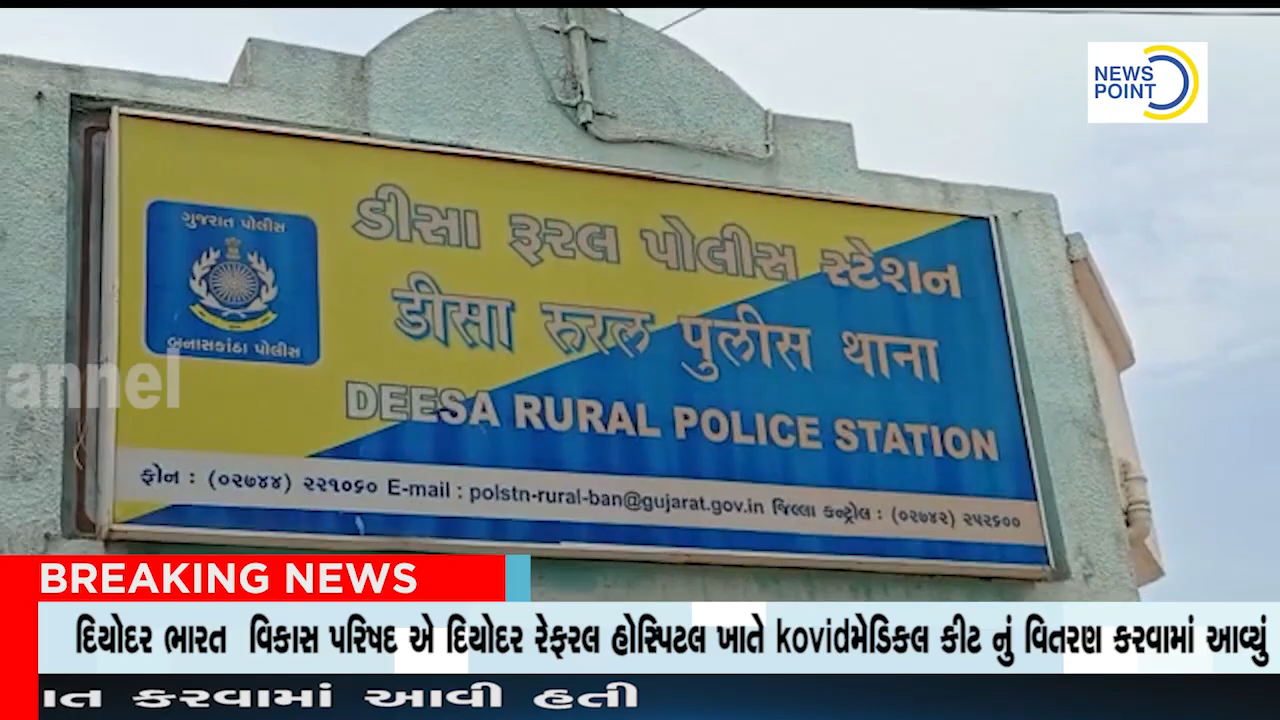 NEWS
POINT
ગુજરાત પોલીસ
બનાસકાંઠા પોલીસ
ડીસા રૂરલ પોલીસ સ્ટેશન
डीसा रुरल पुलीस थाना
DEESA RURAL POLICE STATION
ફોન : (૦૨૭૪૪) ૨૨૧૦૬૦ E-mail : polstn-rural-ban@gujarat.gov.in જિલ્લા કન્ટ્રોલ : (૦૨૭૪૨) ૨૫૨૬૦૦
annel
BREAKING NEWS
દિયોદર ભારત વિકાસ પરિષદ એ દિયોદર રેફરલ હોસ્પિટલ ખાતે kovidમેડિકલ કીટ નું વિતરણ કરવામાં આવ્યું
ાત કરવામાં આવી હતી